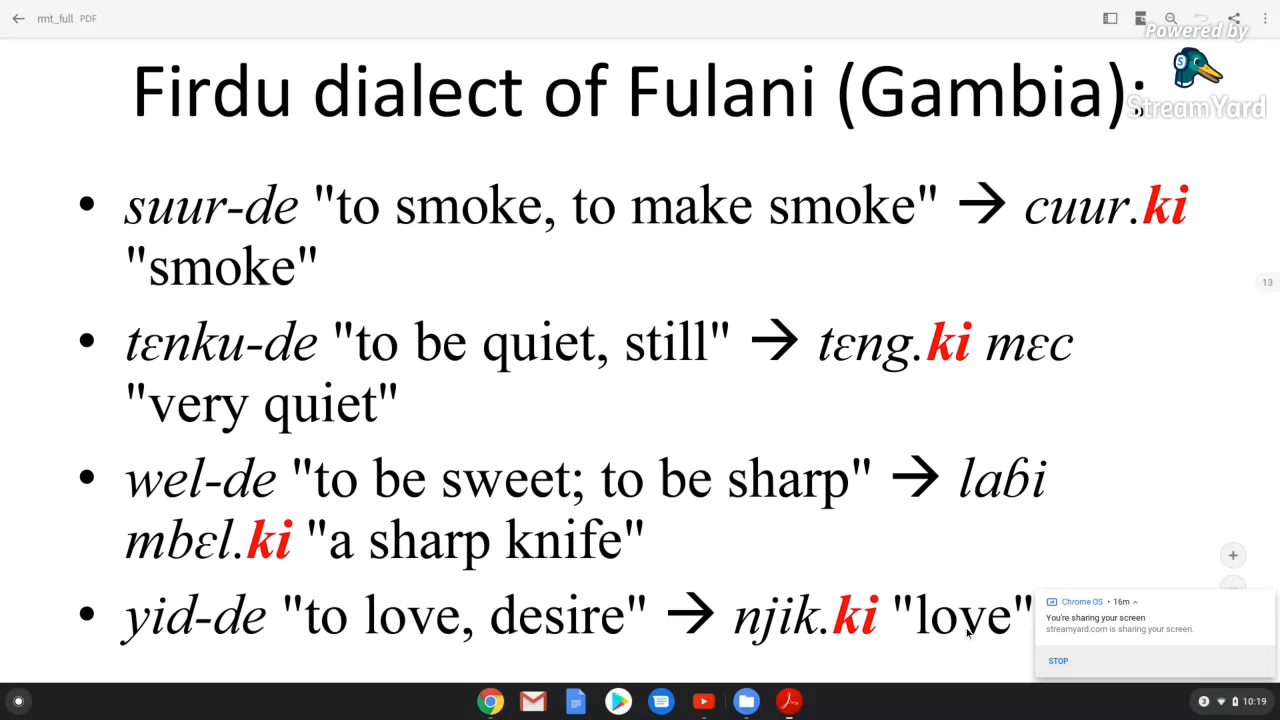 rmt_full PDF
Powered by
StreamYard
Firdu dialect of Fulani (Gambia):
• suur-de "to smoke, to make smoke" → cuur.ki
"smoke"
13
• tɛnku-de "to be quiet, still" → tɛng.ki mɛc
"very quiet"
• wel-de "to be sweet; to be sharp" → laɓi
mbɛl.ki "a sharp knife"
• yid-de "to love, desire" → njik.ki "love"
Chrome OS • 16m
You're sharing your screen
streamyard.com is sharing your screen.
STOP
3 10:19